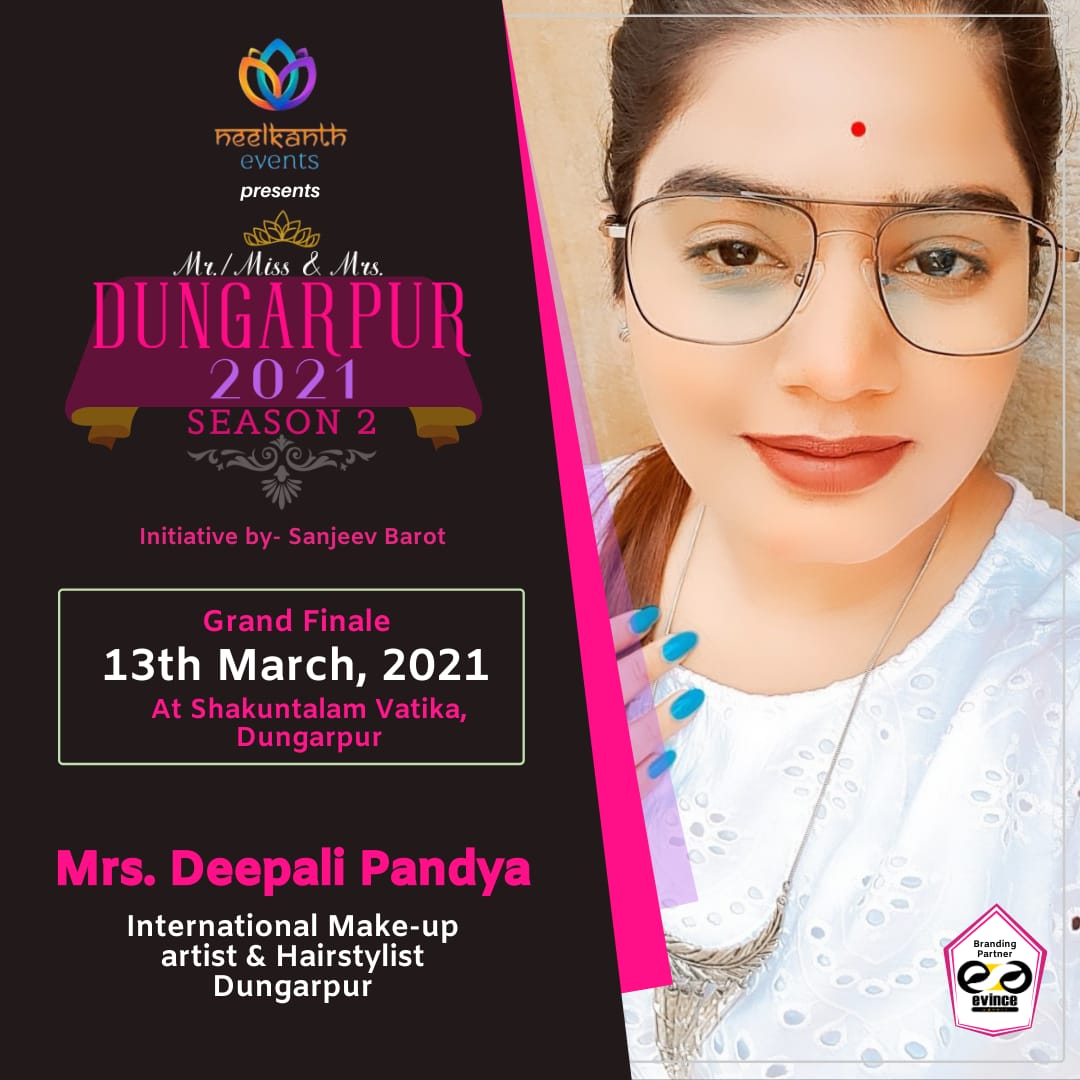 neelkanth
events
presents
Mr./Miss & Mrs.
DUNGARPUR
2021
SEASON 2
Initiative by- Sanjeev Barot
Grand Finale
13th March, 2021
At Shakuntalam Vatika,
Dungarpur
Mrs. Deepali Pandya
International Make-up
artist & Hairstylist
Dungarpur
Branding
Partner
evince